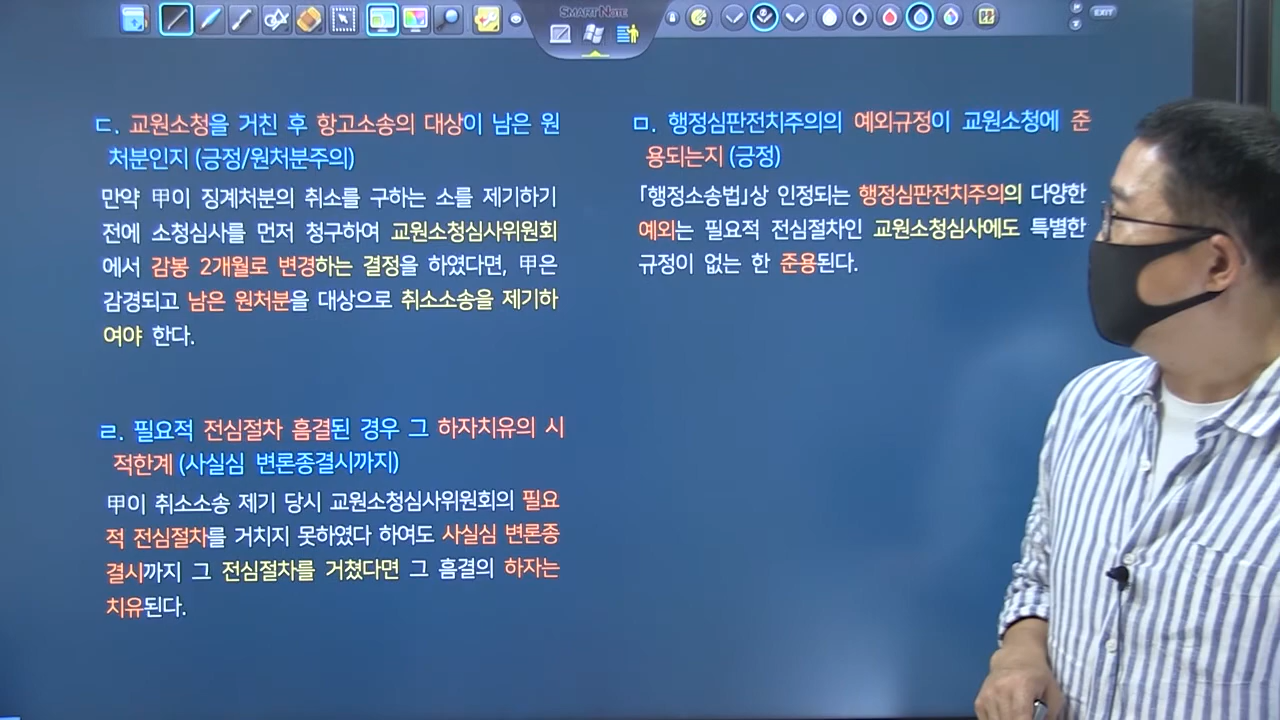 SMARTNOTE
EXIT
ㄷ. 교원소청을 거친 후 항고소송의 대상이 남은 원
처분인지 (긍정/원처분주의)
만약 甲이 징계처분의 취소를 구하는 소를 제기하기
전에 소청심사를 먼저 청구하여 교원소청심사위원회
에서 감봉 2개월로 변경하는 결정을 하였다면, 甲은
감경되고 남은 원처분을 대상으로 취소소송을 제기하
여야 한다.
ㄹ. 필요적 전심절차 흠결된 경우 그 하자치유의 시
적한계 (사실심 변론종결시까지)
甲이 취소소송 제기 당시 교원소청심사위원회의 필요
적 전심절차를 거치지 못하였다 하여도 사실심 변론종
결시까지 그 전심절차를 거쳤다면 그 흠결의 하자는
치유된다.
ㅁ. 행정심판전치주의의 예외규정이 교원소청에 준
용되는지 (긍정)
「행정소송법」상 인정되는 행정심판전치주의의 다양한
예외는 필요적 전심절차인 교원소청심사에도 특별한
규정이 없는 한 준용된다.